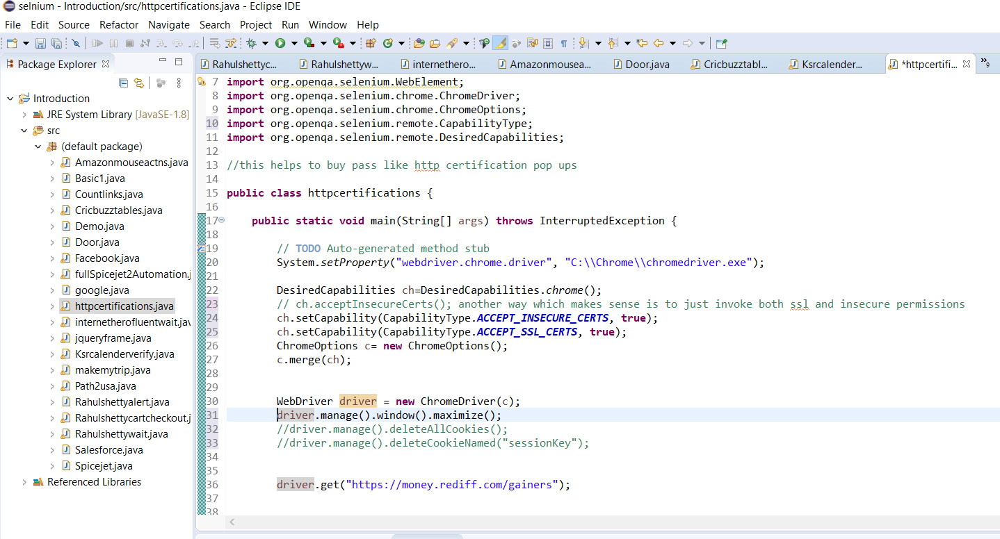 selnium - Introduction/src/httpcertifications.java - Eclipse IDE
File Edit Source Refactor Navigate Search Project Run Window Help
Package Explorer
Rahulshettyc... Rahulshettyw... internethero... Amazonmousea... Door.java Cricbuzztabl... Ksrcalender... *httpcertifi... »9
Introduction
JRE System Library [JavaSE-1.8]
src
(default package)
Amazonmouseactns.java
Basic1.java
Countlinks.java
Cricbuzztables.java
Demo.java
Door.java
Facebook.java
fullSpicejet2Automation.j
google.java
httpcertifications.java
internetherofluentwait.jav
jqueryframe.java
Ksrcalenderverify.java
makemytrip.java
Path2usa.java
Rahulshettyalert.java
Rahulshettycartcheckout.j
Rahulshettywait.java
Salesforce.java
Spicejet.java
Referenced Libraries
7 import org.openqa.selenium.WebElement;
8 import org.openqa.selenium.chrome.ChromeDriver;
9 import org.openqa.selenium.chrome.ChromeOptions;
10 import org.openqa.selenium.remote.CapabilityType;
11 import org.openqa.selenium.remote.DesiredCapabilities;
12
13 //this helps to buy pass like http certification pop ups
14
15 public class httpcertifications {
16
17 public static void main(String[] args) throws InterruptedException {
18
19 // TODO Auto-generated method stub
20 System.setProperty("webdriver.chrome.driver", "C:\\Chrome\\chromedriver.exe");
21
22 DesiredCapabilities ch=DesiredCapabilities.chrome();
23 // ch.acceptInsecureCerts(); another way which makes sense is to just invoke both ssl and insecure permissions
24 ch.setCapability(CapabilityType.ACCEPT_INSECURE_CERTS, true);
25 ch.setCapability(CapabilityType.ACCEPT_SSL_CERTS, true);
26 ChromeOptions c= new ChromeOptions();
27 c.merge(ch);
28
29
30 WebDriver driver = new ChromeDriver(c);
31 driver.manage().window().maximize();
32 //driver.manage().deleteAllCookies();
33 //driver.manage().deleteCookieNamed("sessionKey");
34
35
36 driver.get("https://money.rediff.com/gainers");
37
38